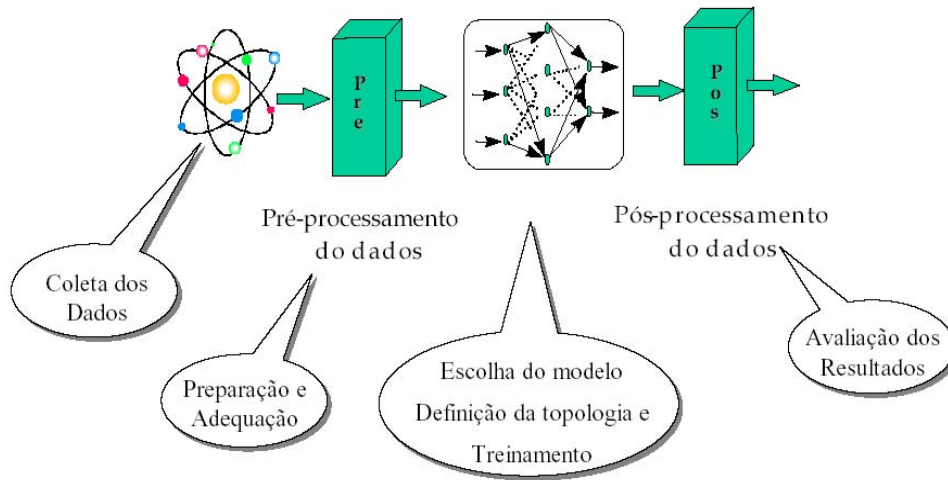 P
r
e
P
o
s
Pré-processamento
do dados
Pós-processamento
do dados
Coleta dos
Dados
Preparação e
Adequação
Escolha do modelo
Definição da topologia e
Treinamento
Avaliação dos
Resultados